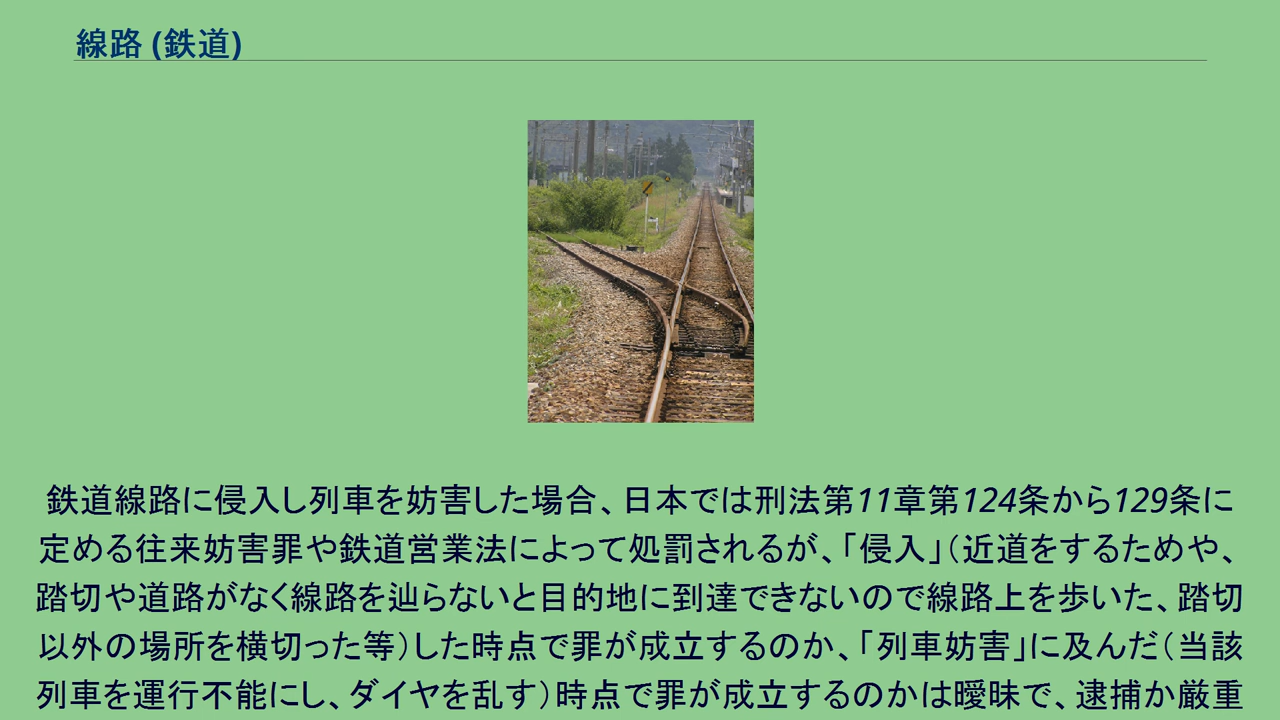 線路 (鉄道)
鉄道線路に侵入し列車を妨害した場合、日本では刑法第11章第124条から129条に
定める往来妨害罪や鉄道営業法によって処罰されるが、「侵入」（近道をするためや、
踏切や道路がなく線路を辿らないと目的地に到達できないので線路上を歩いた、踏切
以外の場所を横切った等）した時点で罪が成立するのか、「列車妨害」に及んだ（当該
列車を運行不能にし、ダイヤを乱す）時点で罪が成立するのかは曖昧で、逮捕か厳重